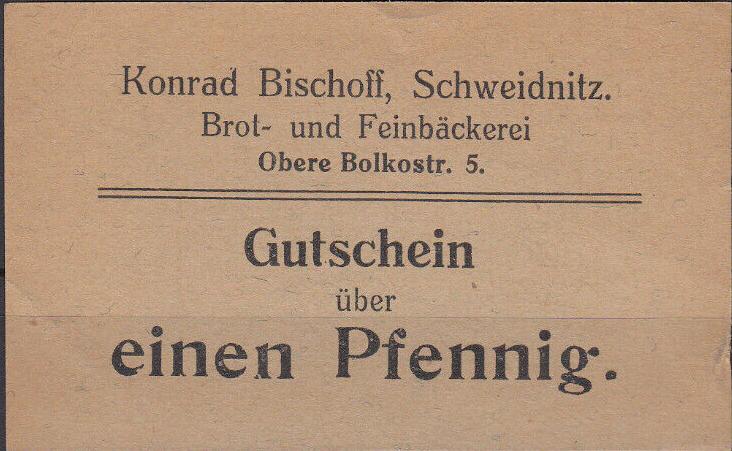 Konrad Bischoff, Schweidnitz.
Brot- und Feinbäckerei
Obere Bolkostr. 5.
Gutschein
über
einen Pfennig.